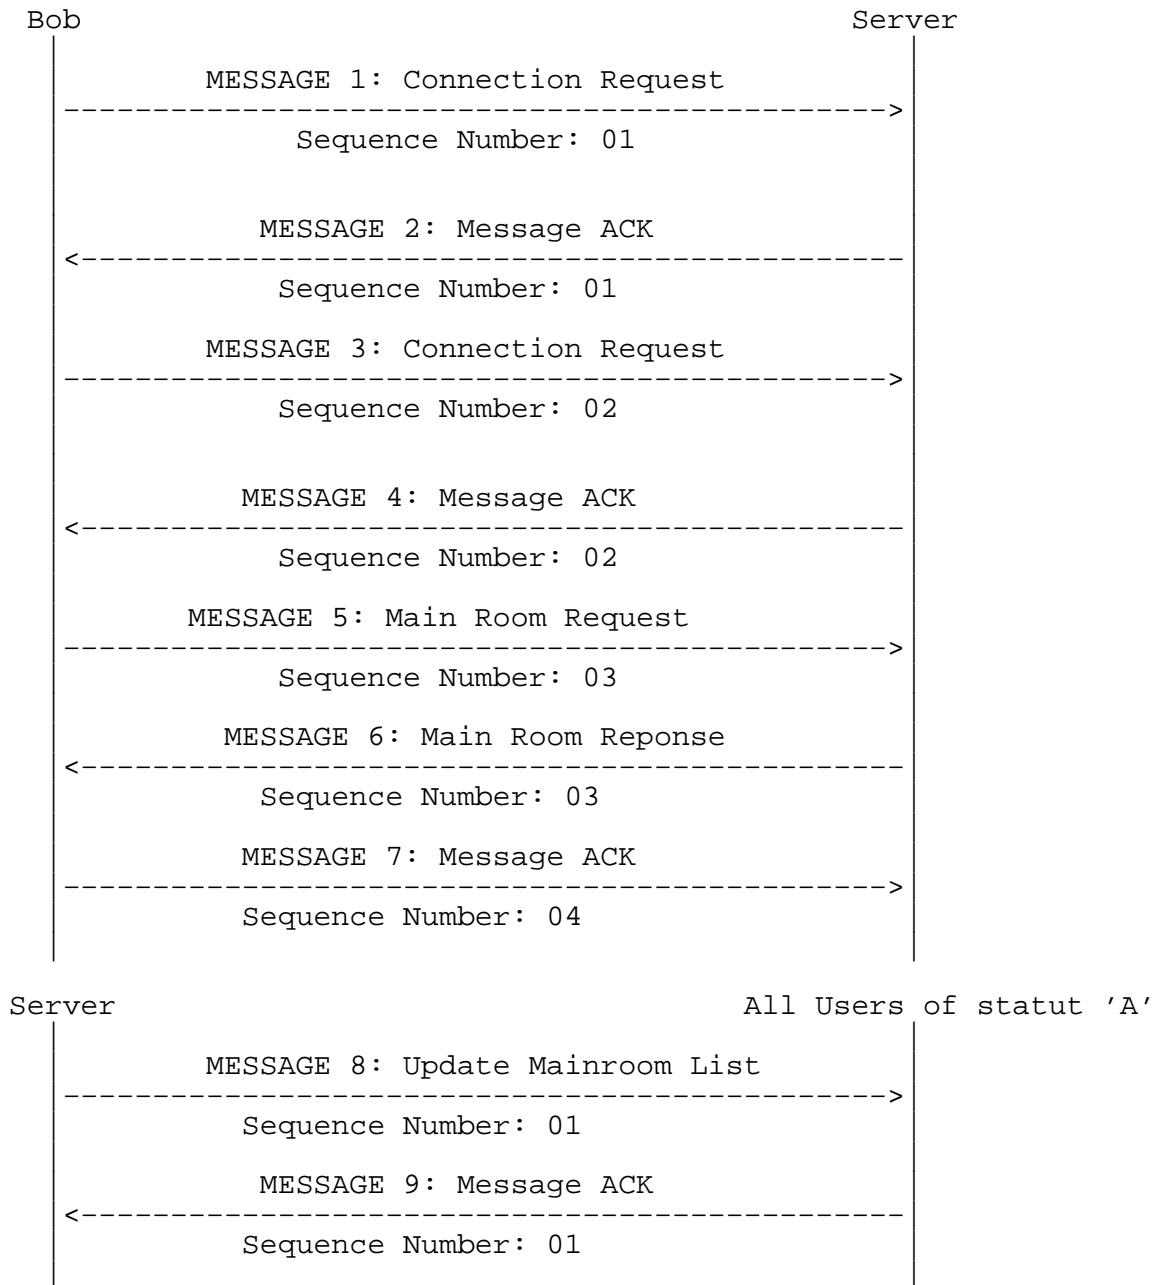 Bob Server
MESSAGE 1: Connection Request
Sequence Number: 01
MESSAGE 2: Message ACK
Sequence Number: 01
MESSAGE 3: Connection Request
Sequence Number: 02
MESSAGE 4: Message ACK
Sequence Number: 02
MESSAGE 5: Main Room Request
Sequence Number: 03
MESSAGE 6: Main Room Reponse
Sequence Number: 03
MESSAGE 7: Message ACK
Sequence Number: 04
Server All Users of statut ’A’
MESSAGE 8: Update Mainroom List
Sequence Number: 01
MESSAGE 9: Message ACK
Sequence Number: 01